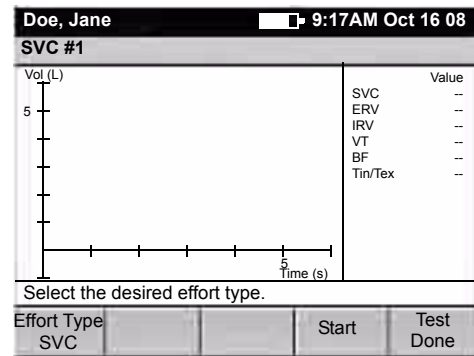 Doe, Jane 9:17AM Oct 16 08
SVC #1
Vol (L)
5
5
Time (s)
Value
SVC --
ERV --
IRV --
VT --
BF --
Tin/Tex --
Select the desired effort type.
Effort Type
SVC
Start
Test
Done